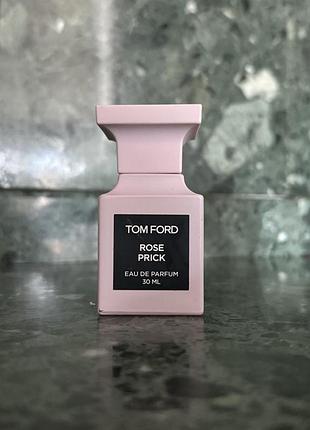 TOM FORD
ROSE
PRICK
EAU DE PARFUM
30 ML